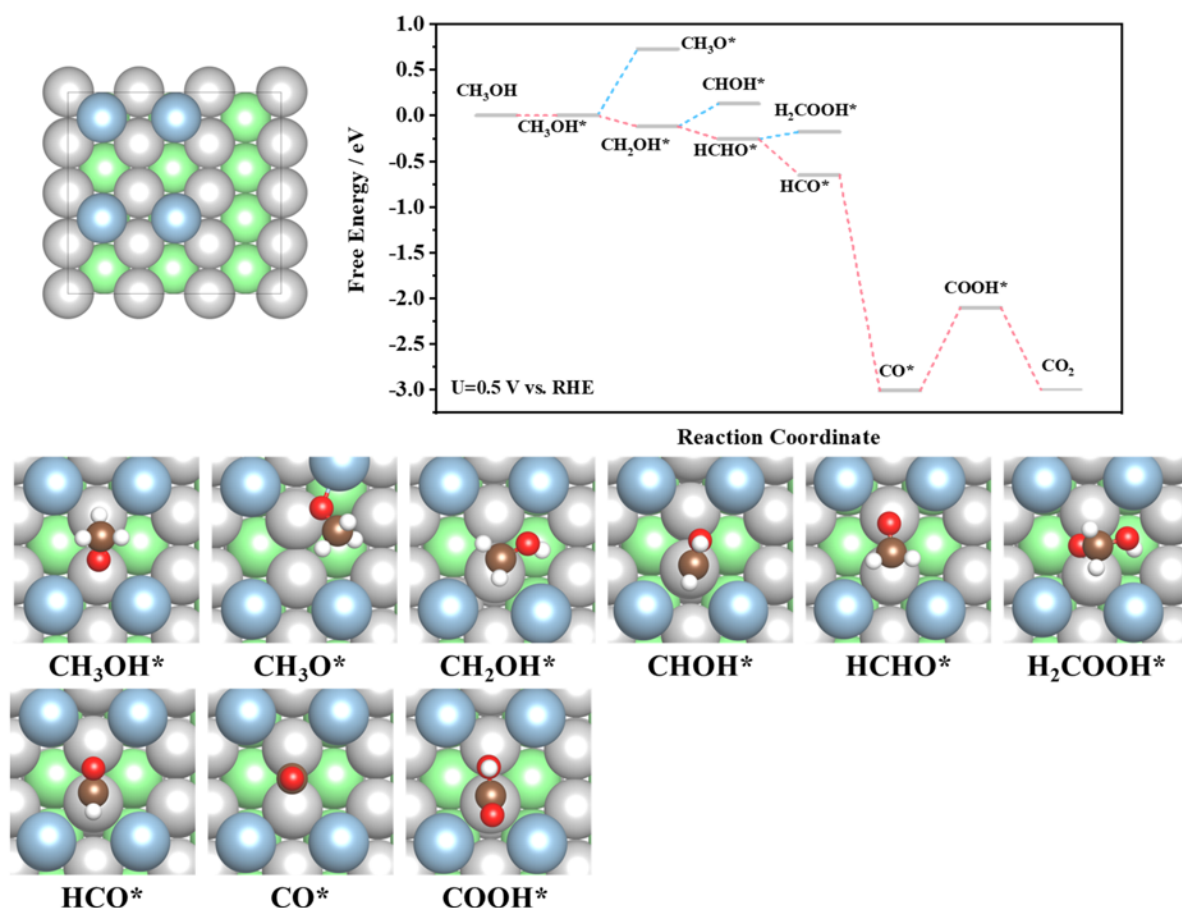 1.0
0.5
0.0
-0.5
-1.0
-1.5
-2.0
-2.5
-3.0
Free Energy / eV
CH₃OH
CH₃OH*
CH₃O*
CH₂OH*
CHOH*
HCHO*
H₂COOH*
HCO*
CO*
COOH*
CO₂
U=0.5 V vs. RHE
Reaction Coordinate
CH₃OH* CH₃O* CH₂OH* CHOH* HCHO* H₂COOH*
HCO* CO* COOH*